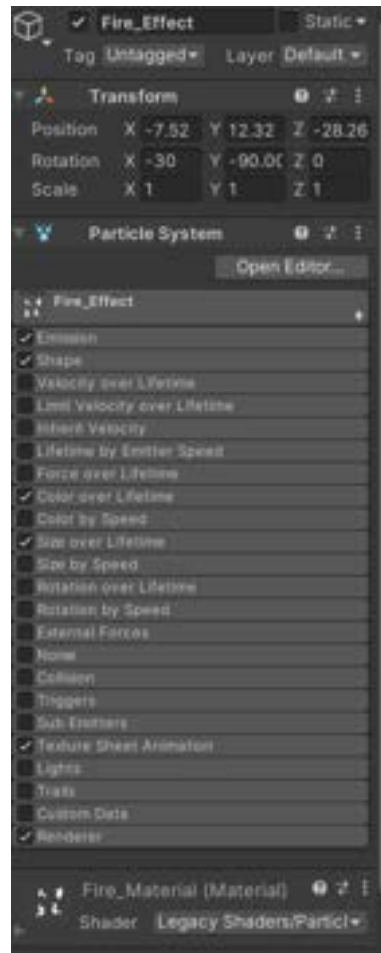 Fire_Effect Static
Tag Untagged Layer Default
Transform
Position X -7.52 Y 12.32 Z -28.26
Rotation X -30 Y -90.00 Z 0
Scale X 1 Y 1 Z 1
Particle System
Open Editor...
Fire_Effect
Emission
Shape
Velocity over Lifetime
Limit Velocity over Lifetime
Inherit Velocity
Lifetime by Emitter Speed
Force over Lifetime
Color over Lifetime
Color by Speed
Size over Lifetime
Size by Speed
Rotation over Lifetime
Rotation by Speed
External Forces
Noise
Collision
Triggers
Sub Emitters
Texture Sheet Animation
Lights
Trails
Custom Data
Renderer
Fire_Material (Material)
Shader Legacy Shaders/Particl